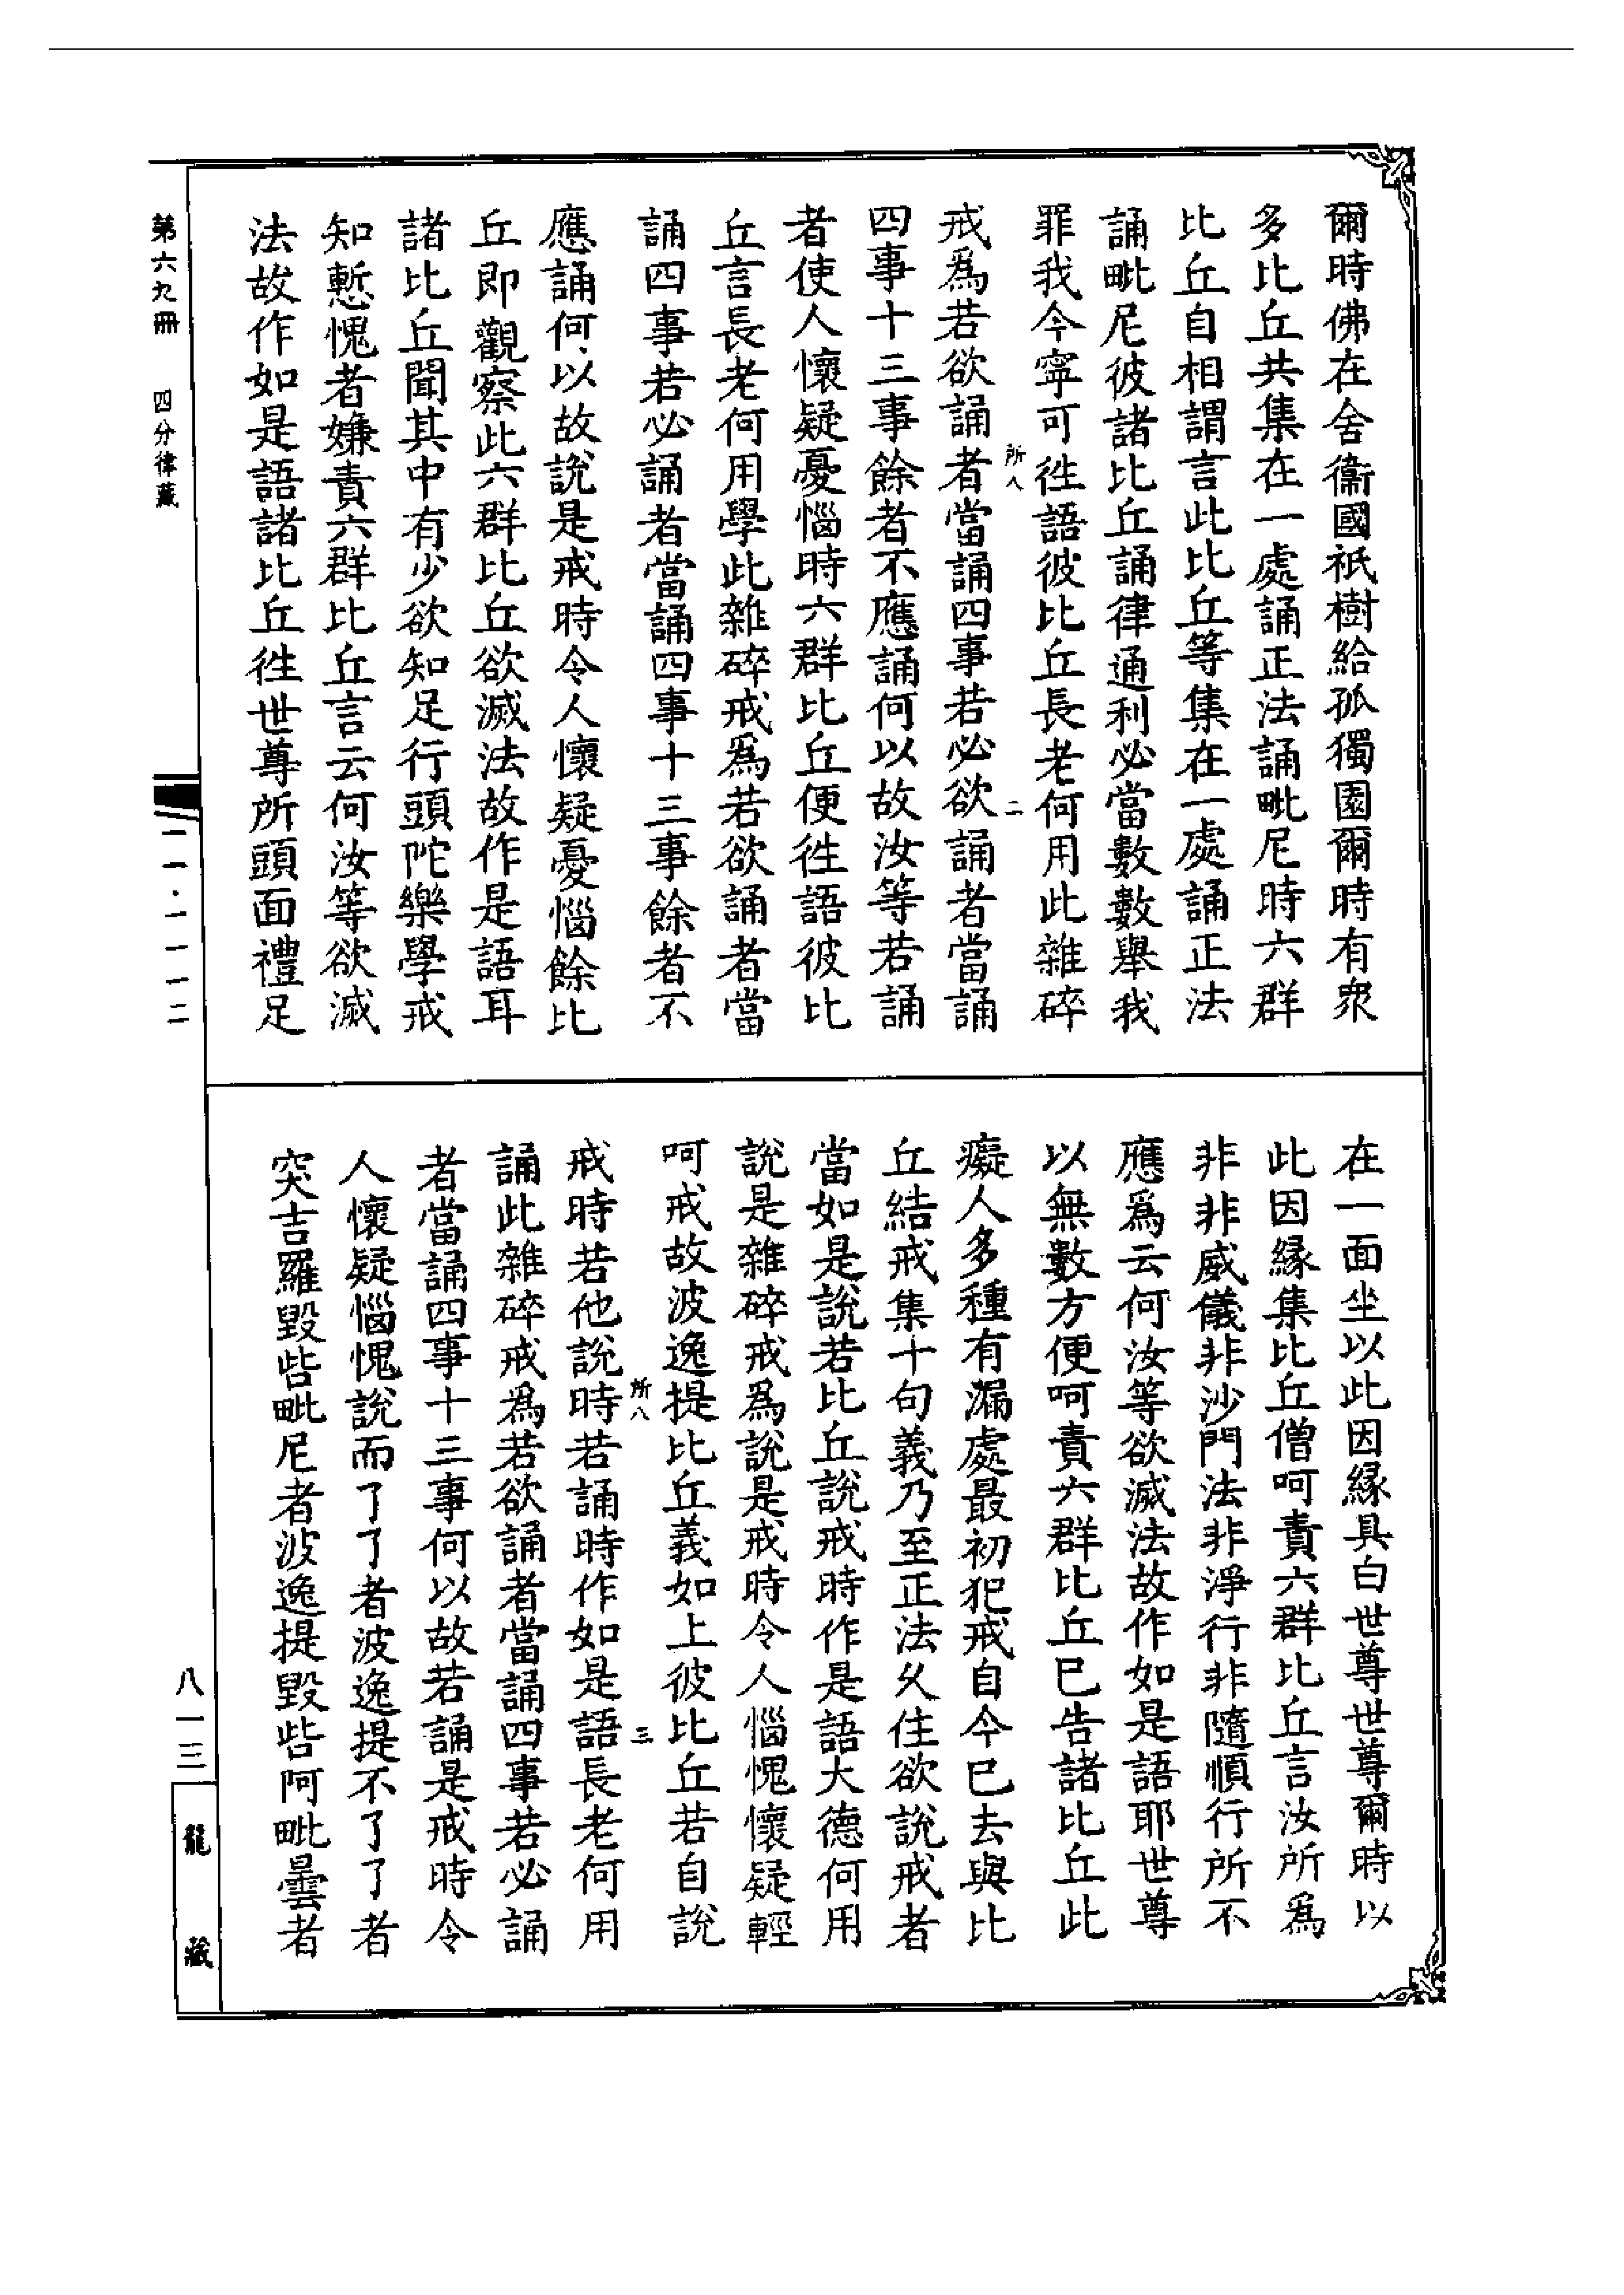 爾時佛在舍衞國祇樹給孤獨園爾時有衆
多比丘共集在一處誦正法誦毗尼時六群
比丘自相謂言此比丘等集在一處誦正法
誦毗尼彼諸比丘誦律通利必當數數舉我
罪我今寧可徃語彼比丘長老何用此雜碎
所八 二
戒爲若欲誦者當誦四事若必欲誦者當誦
四事十三事餘者不應誦何以故汝等若誦
者使人懷疑憂惱時六群比丘便徃語彼比
丘言長老何用學此雜碎戒爲若欲誦者當
誦四事若必誦者當誦四事十三事餘者不
應誦何以故說是戒時令人懷疑憂惱餘比
丘即觀察此六群比丘欲滅法故作是語耳
諸比丘聞其中有少欲知足行頭陀樂學戒
知慙愧者嫌責六群比丘言云何汝等欲滅
法故作如是語諸比丘徃世尊所頭面禮足
在一面坐以此因緣具白世尊世尊爾時以
此因緣集比丘僧呵責六群比丘言汝所爲
非非威儀非沙門法非淨行非隨順行所不
應爲云何汝等欲滅法故作如是語耶世尊
以無數方便呵責六群比丘巳告諸比丘此
癡人多種有漏處最初犯戒自今巳去與比
丘結戒集十句義乃至正法久住欲說戒者
當如是說若比丘說戒時作是語大德何用
說是雜碎戒爲說是戒時令人惱愧懷疑輕
呵戒故波逸提比丘義如上彼比丘若自說
所八 三
戒時若他說時若誦時作如是語長老何用
誦此雜碎戒爲若欲誦者當誦四事若必誦
者當誦四事十三事何以故若誦是戒時令
人懷疑惱愧說而了了者波逸提不了了者
突吉羅毀呰毗尼者波逸提毀呰阿毗曇者
第六九冊 四分律藏
一一·一一一二
八一三
龍藏